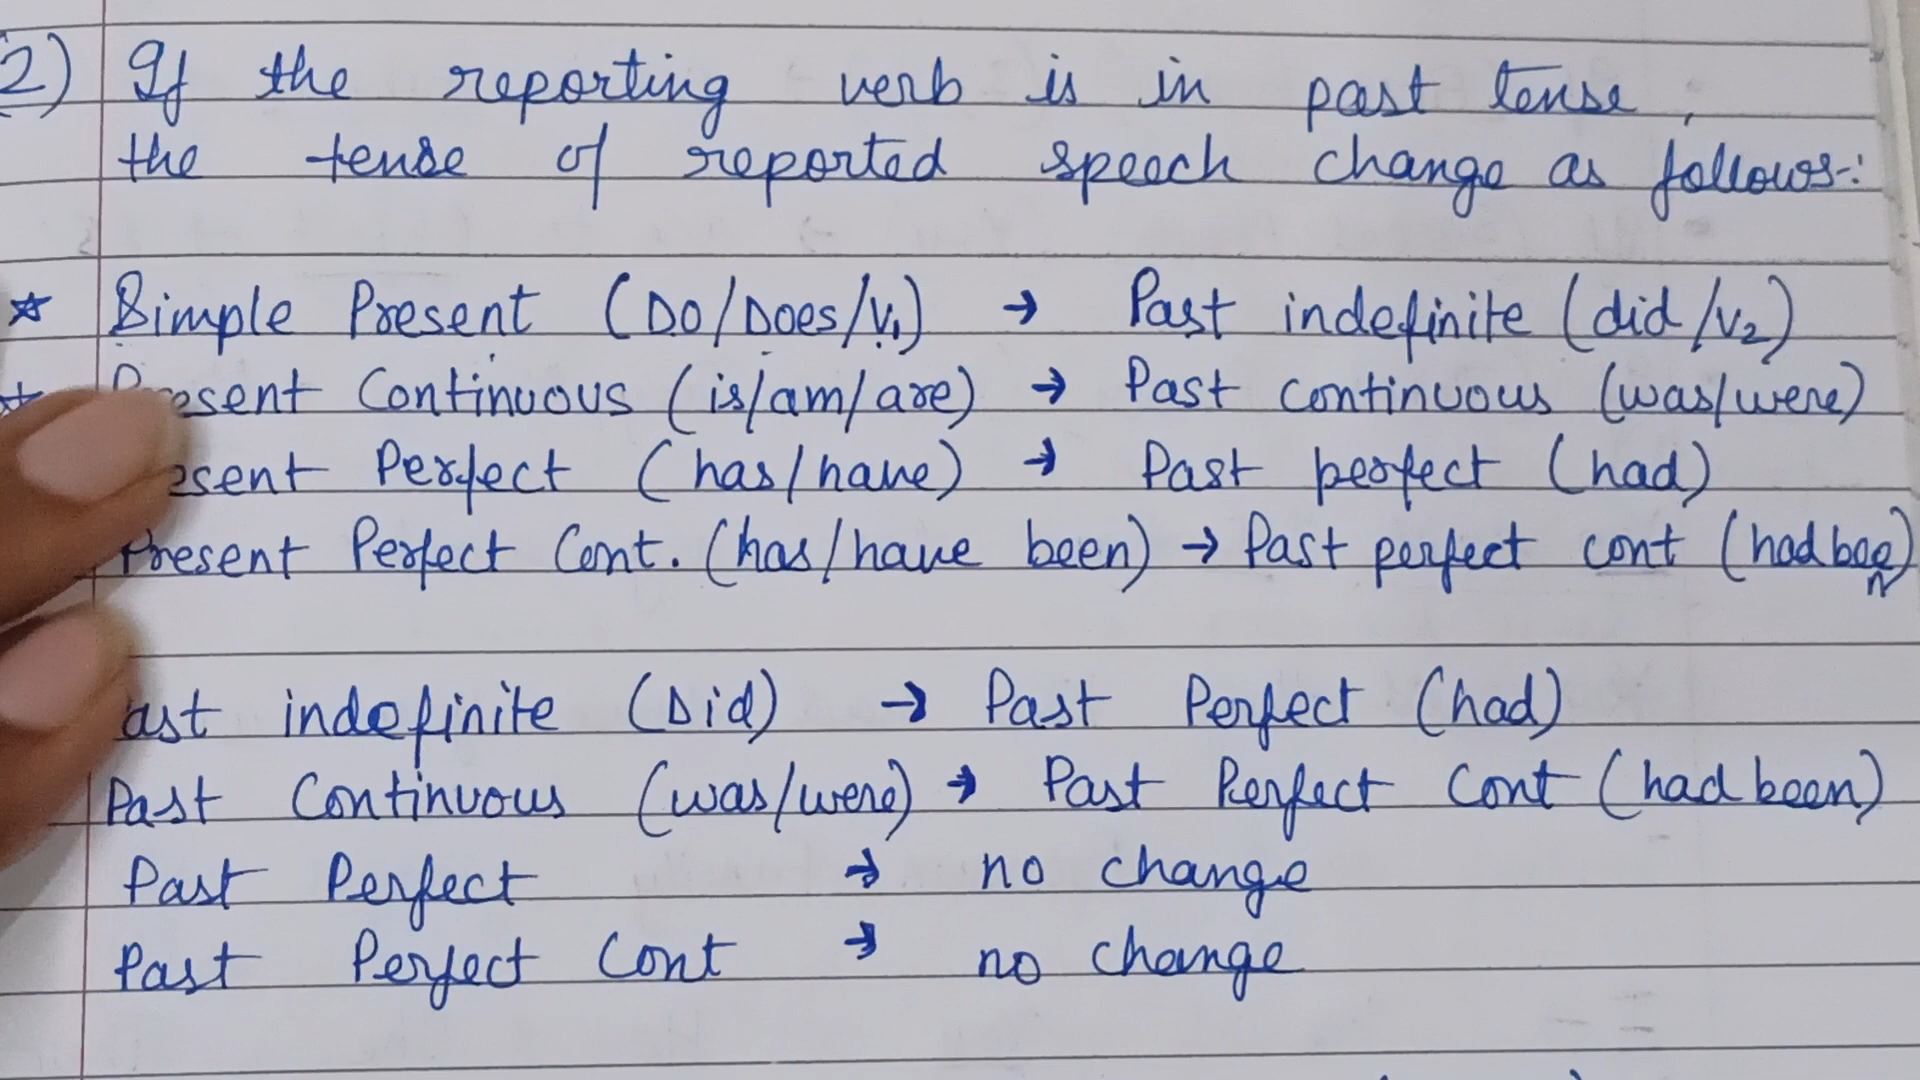 2) If the reporting verb is in past tense,
the tense of reported speech change as follows-:
☆ Simple Present (DO/Does/V₁) → Past indefinite (did/V₂)
Continuous (is/am/are) → Past continuous (was/were)
Perfect (has/have) → Past perfect (had)
Present Perfect Cont. (has/have been) → Past perfect cont (had been)
indefinite (Did) → Past Perfect (had)
Past Continuous (was/were) → Past Perfect Cont (had been)
Past Perfect → no change
Past Perfect Cont → no change